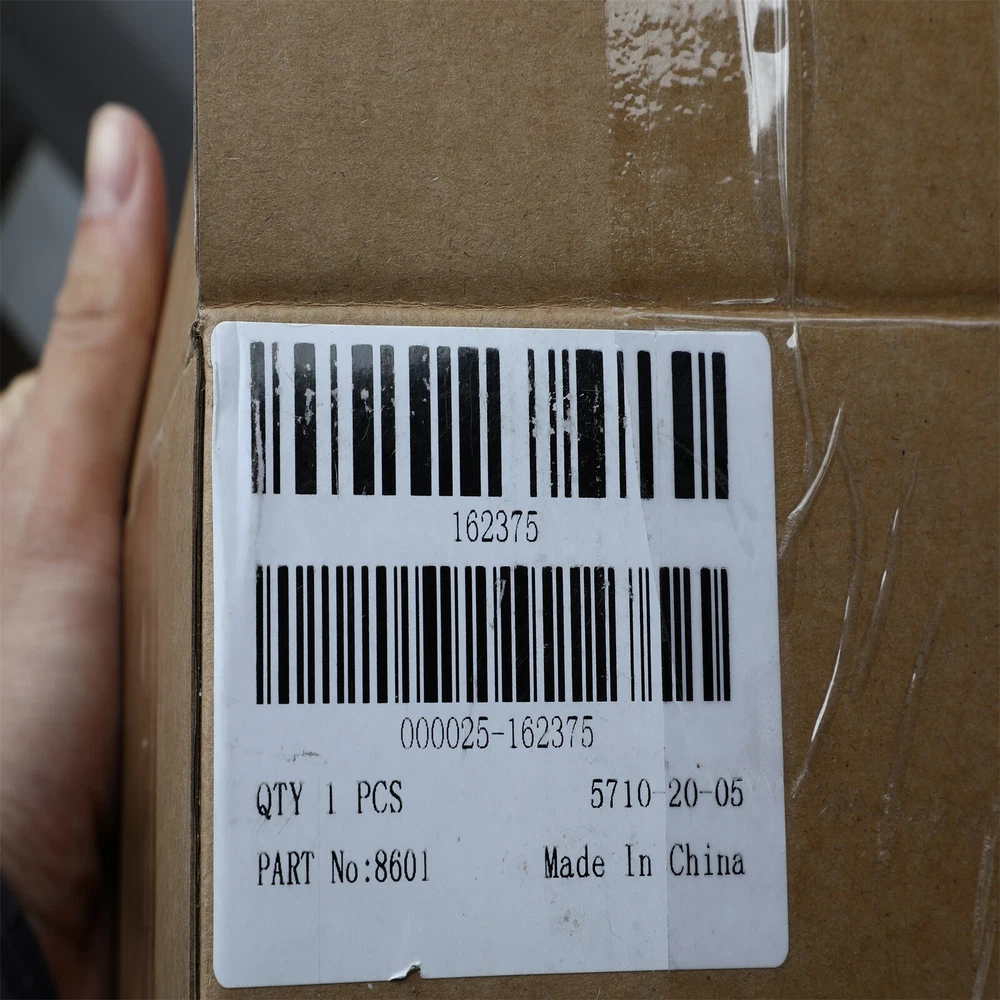 162375
000025-162375
QTY 1 PCS 5710-20-05
PART No:8601 Made In China